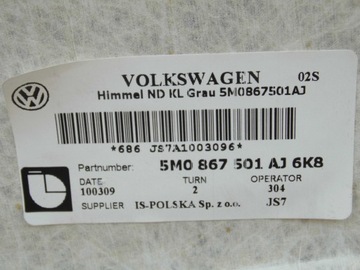 VOLKSWAGEN 02S
Himmel ND KL Grau 5M0867501AJ
*686 JS7A1003096*
Partnumber: 5M0 867 501 AJ 6K8
DATE TURN OPERATOR
100309 2 304
SUPPLIER IS-POLSKA Sp. z o.o. JS7